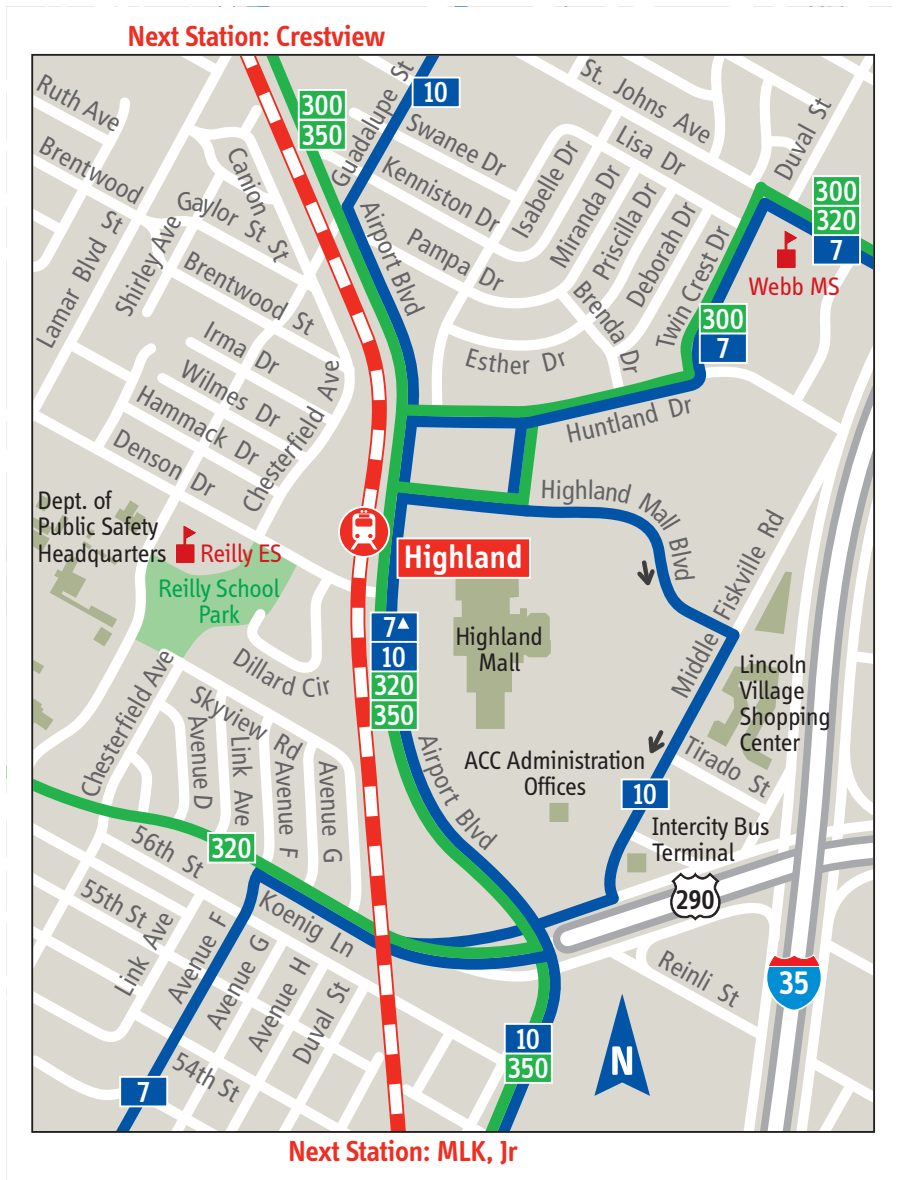 Next Station: Crestview
Ruth Ave
Brentwood
St
Lamar Blvd
Shirley Ave
Gaylor St
Canion
St
Brentwood St
Irma Dr
Wilmes Dr
Hammack Dr
Denson Dr
Chesterfield Ave
300
350
Guadalupe St
10
Swanee Dr
Kenniston Dr
Pampa Dr
Airport Blvd
Isabelle Dr
Miranda Dr
Priscilla Dr
Deborah Dr
Brenda Dr
Esther Dr
Twin Crest Dr
St. Johns Ave
Lisa Dr
Duval St
300
320
7
Webb MS
300
7
Huntland Dr
Highland Mall Blvd
Middle Fiskville Rd
Dept. of
Public Safety
Headquarters
Reilly ES
Reilly School
Park
Highland
7▲
10
320
350
Highland
Mall
Lincoln
Village
Shopping
Center
Tirado St
ACC Administration
Offices
10
Intercity Bus
Terminal
290
Dillard Cir
Chesterfield Ave
Skyview Rd
Avenue D
Link Ave
Avenue F
Avenue G
Airport Blvd
320
56th St
55th St
Koenig Ln
Link Ave
Avenue F
Avenue G
Avenue H
Duval St
54th St
7
Reinli St
35
10
350
N
Next Station: MLK, Jr